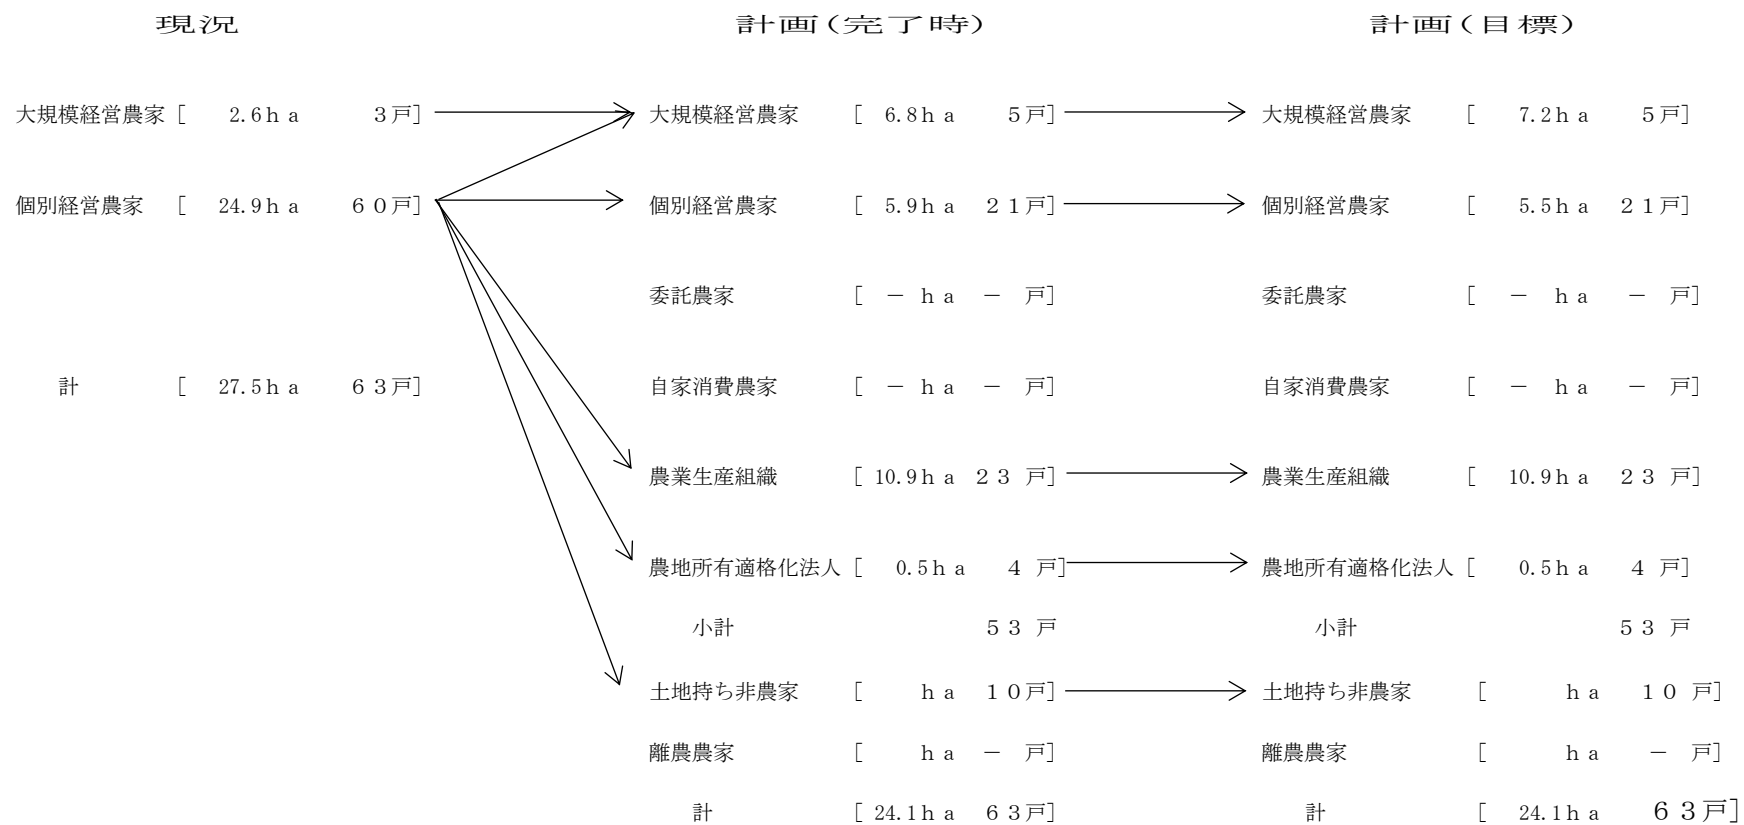 現況 計画(完了時) 計画(目標)
大規模経営農家 [ 2.6ha 3戸] 大規模経営農家 [ 6.8ha 5戸] 大規模経営農家 [ 7.2ha 5戸]
個別経営農家 [ 24.9ha 60戸] 個別経営農家 [ 5.9ha 21戸] 個別経営農家 [ 5.5ha 21戸]
委託農家 [ － ha － 戸] 委託農家 [ － ha － 戸]
計 [ 27.5ha 63戸] 自家消費農家 [ － ha － 戸] 自家消費農家 [ － ha － 戸]
農業生産組織 [ 10.9ha 23 戸] 農業生産組織 [ 10.9ha 23 戸]
農地所有適格化法人 [ 0.5ha 4 戸] 農地所有適格化法人 [ 0.5ha 4 戸]
小計 53 戸 小計 53 戸
土地持ち非農家 [ ha 10戸] 土地持ち非農家 [ ha 10 戸]
離農農家 [ ha － 戸] 離農農家 [ ha － 戸]
計 [ 24.1ha 63戸] 計 [ 24.1ha 63戸]